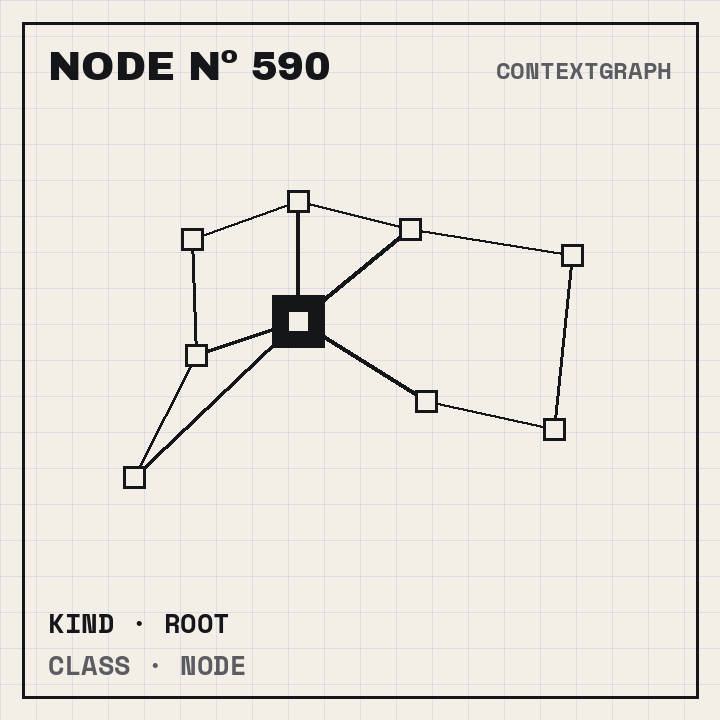 NODE Nº 590
CONTEXTGRAPH
KIND · ROOT
CLASS · NODE